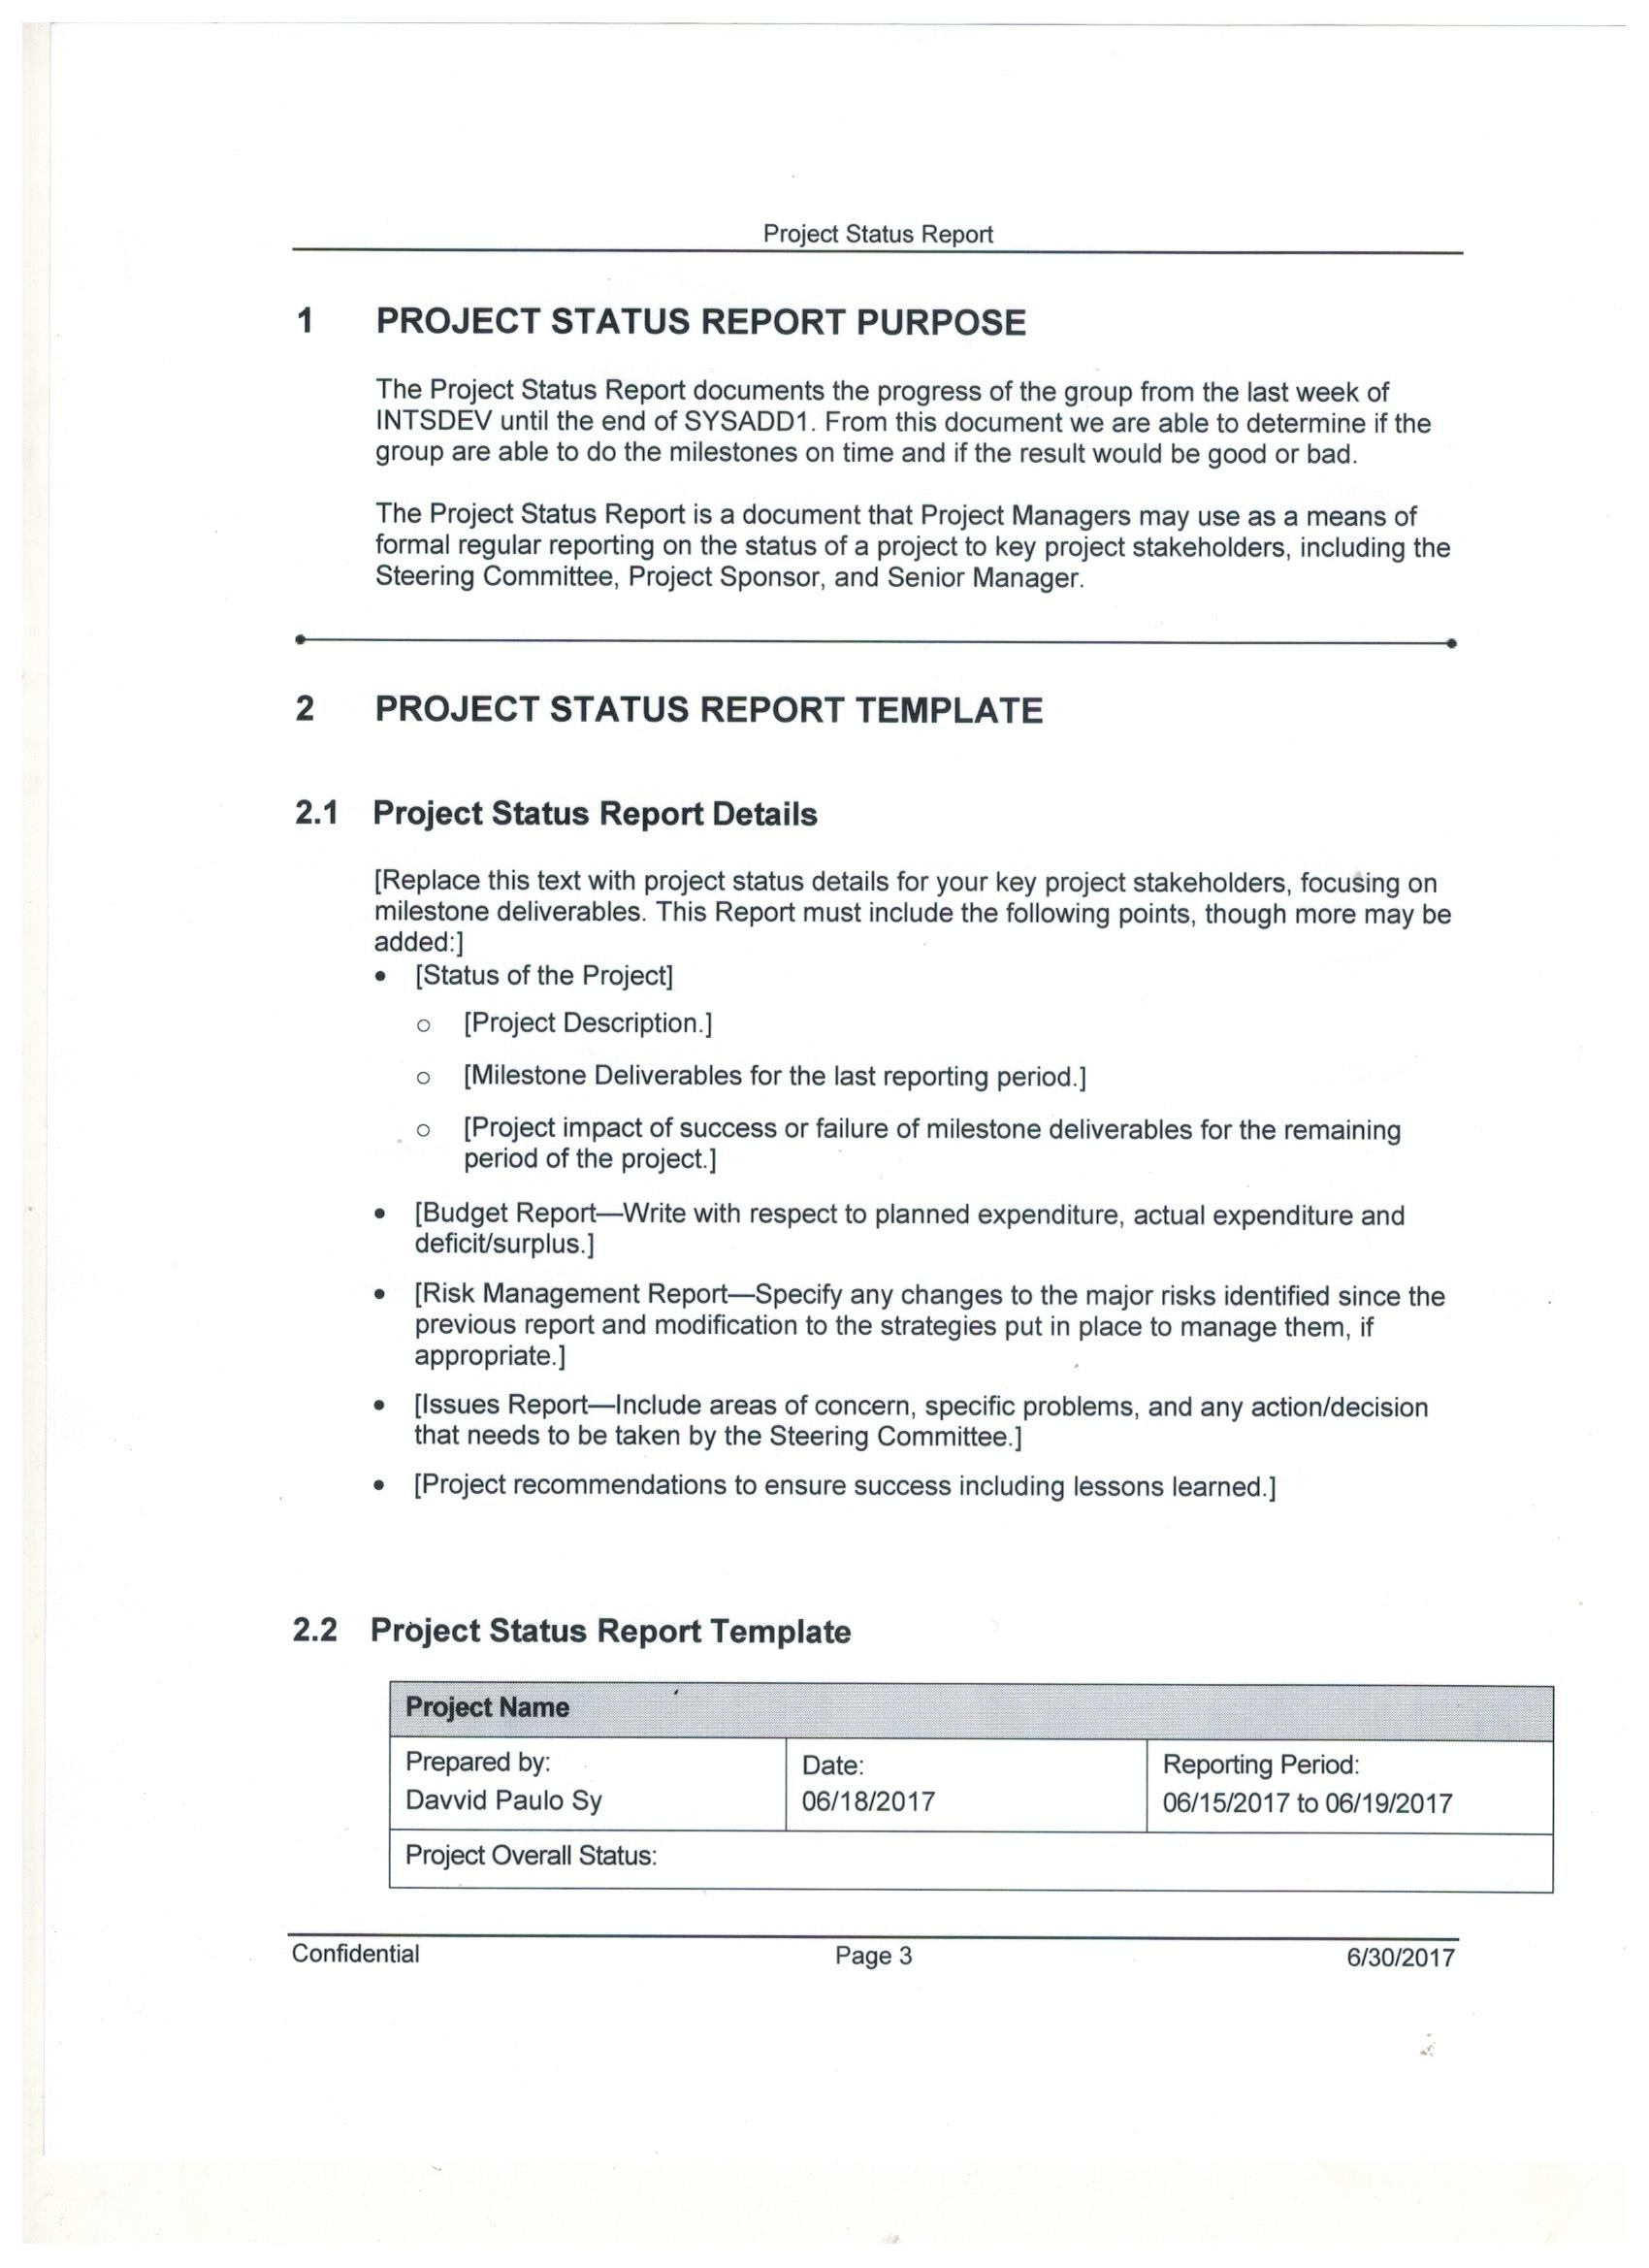 Project Status Report
1 PROJECT STATUS REPORT PURPOSE
The Project Status Report documents the progress of the group from the last week of
INTSDEV until the end of SYSADD1. From this document we are able to determine if the
group are able to do the milestones on time and if the result would be good or bad.
The Project Status Report is a document that Project Managers may use as a means of
formal regular reporting on the status of a project to key project stakeholders, including the
Steering Committee, Project Sponsor, and Senior Manager.
2 PROJECT STATUS REPORT TEMPLATE
2.1 Project Status Report Details
[Replace this text with project status details for your key project stakeholders, focusing on
milestone deliverables. This Report must include the following points, though more may be
added:]
• [Status of the Project]
o [Project Description.]
o [Milestone Deliverables for the last reporting period.]
o [Project impact of success or failure of milestone deliverables for the remaining
period of the project.]
• [Budget Report—Write with respect to planned expenditure, actual expenditure and
deficit/surplus.]
• [Risk Management Report—Specify any changes to the major risks identified since the
previous report and modification to the strategies put in place to manage them, if
appropriate.]
• [Issues Report—Include areas of concern, specific problems, and any action/decision
that needs to be taken by the Steering Committee.]
• [Project recommendations to ensure success including lessons learned.]
2.2 Project Status Report Template
Project Name
Prepared by:
Davvid Paulo Sy
Date:
06/18/2017
Reporting Period:
06/15/2017 to 06/19/2017
Project Overall Status:
Confidential Page 3 6/30/2017